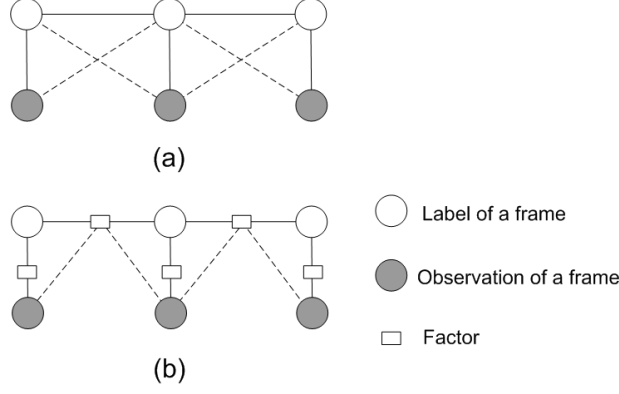 (a)
Label of a frame
Observation of a frame
Factor
(b)